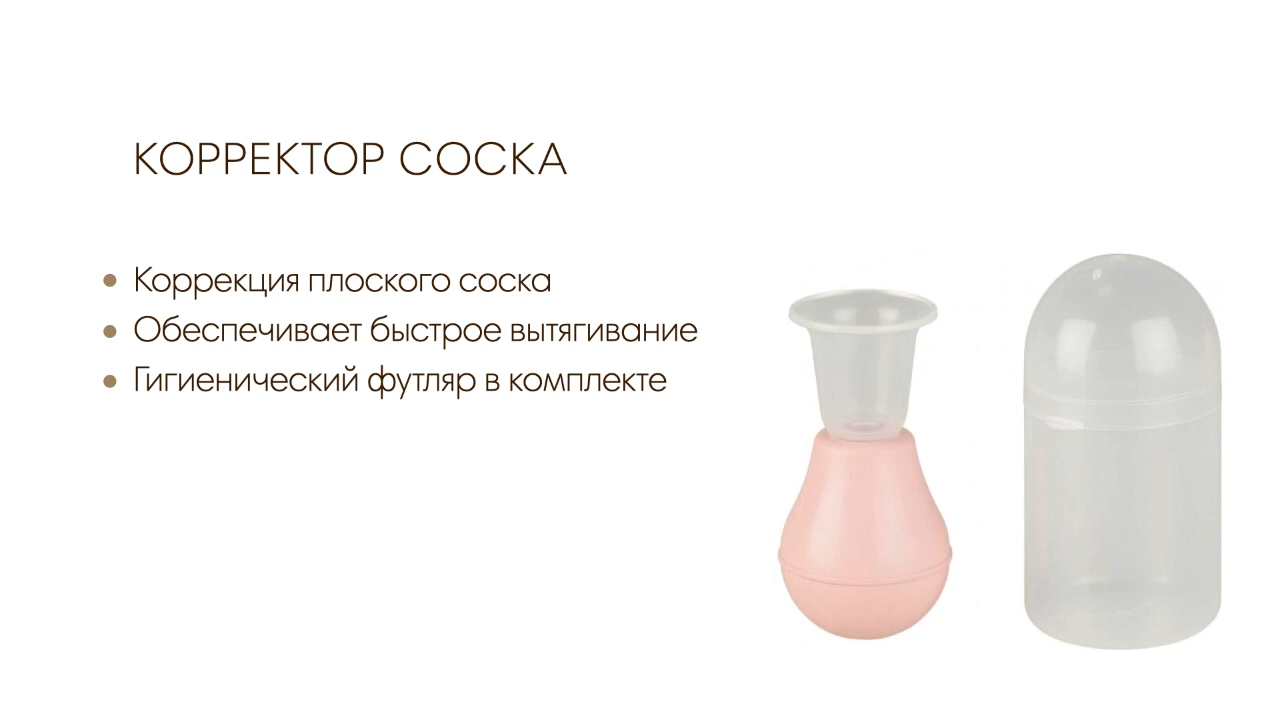 КОРРЕКТОР СОСКА
Коррекция плоского соска
Обеспечивает быстрое вытягивание
Гигиенический футляр в комплекте